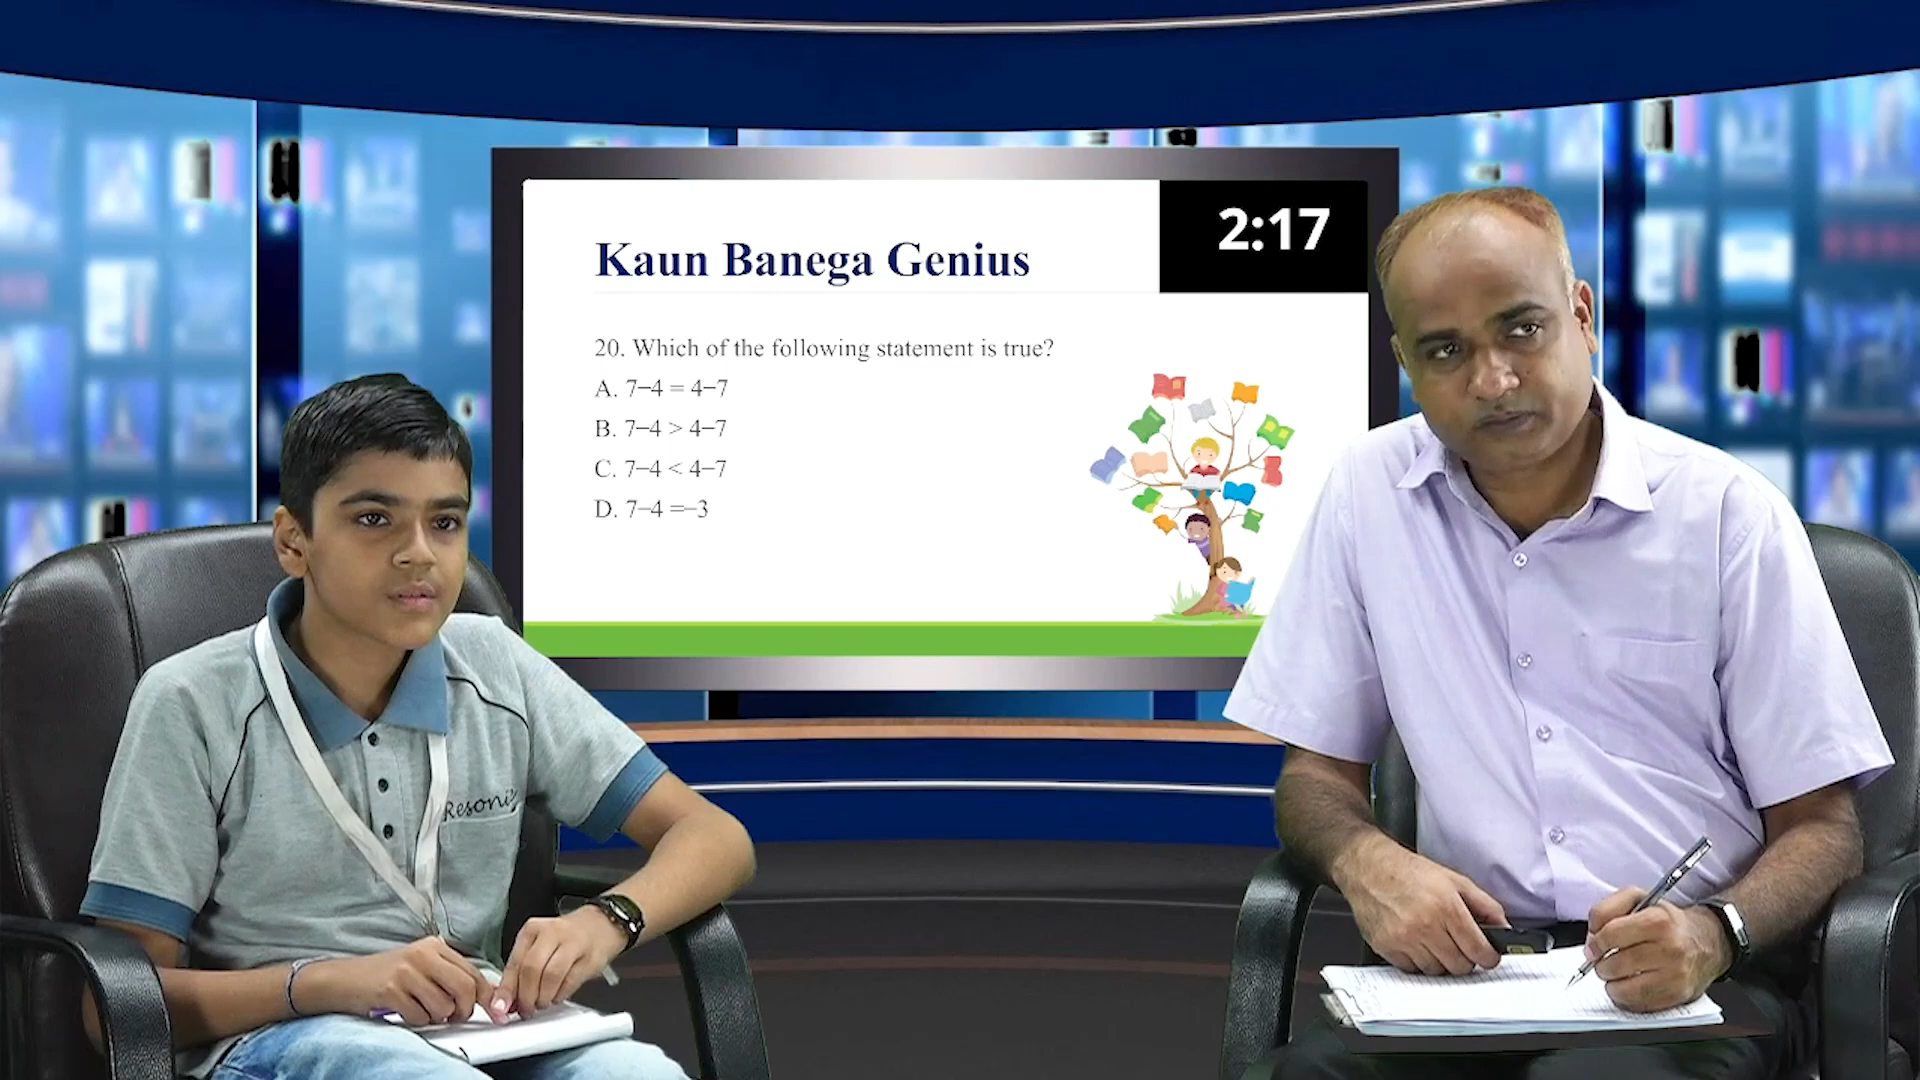 2:17
Kaun Banega Genius
20. Which of the following statement is true?
A. 7−4 = 4−7
B. 7−4 > 4−7
C. 7−4 < 4−7
D. 7−4 =−3